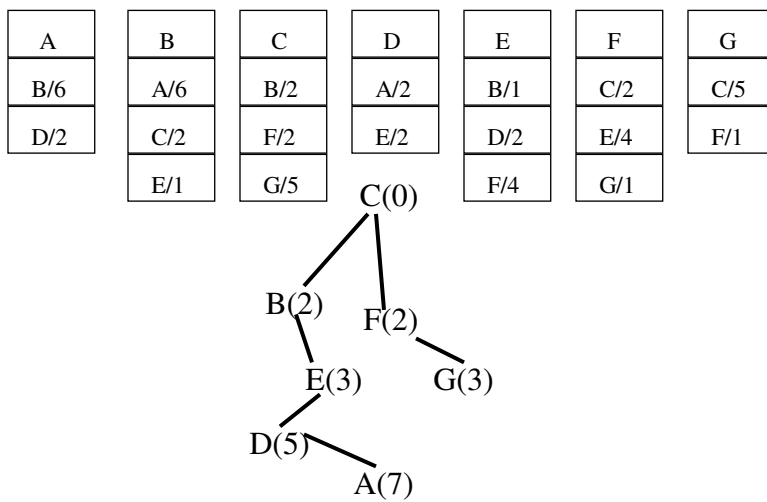 A B C D E F G
B/6 A/6 B/2 A/2 B/1 C/2 C/5
D/2 C/2 F/2 E/2 D/2 E/4 F/1
E/1 G/5 F/4 G/1
C(0)
B(2) F(2)
E(3) G(3)
D(5)
A(7)